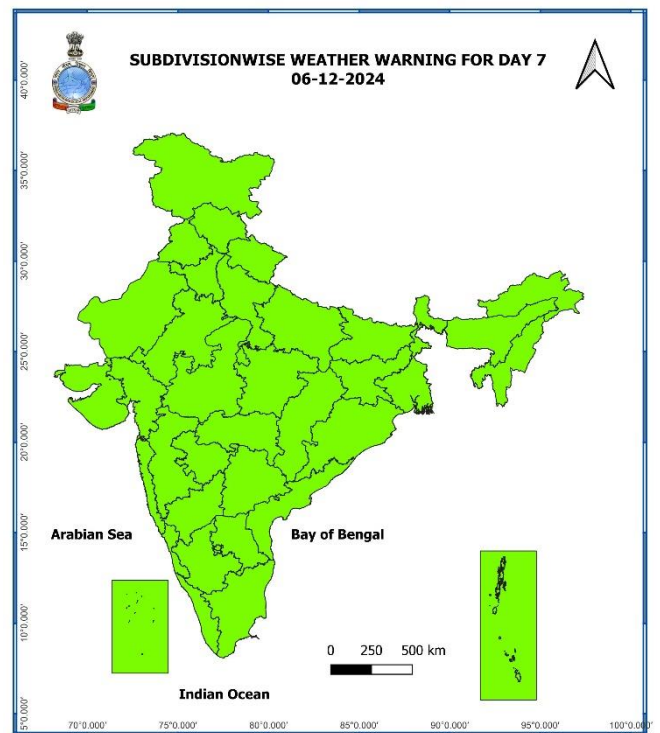 SUBDIVISIONWISE WEATHER WARNING FOR DAY 7
06-12-2024
40°0.000'
35°0.000'
30°0.000'
25°0.000'
20°0.000'
15°0.000'
10°0.000'
5°0.000'
Arabian Sea
Bay of Bengal
0 250 500 km
Indian Ocean
70°0.000' 75°0.000' 80°0.000' 85°0.000' 90°0.000' 95°0.000' 100°0.000'